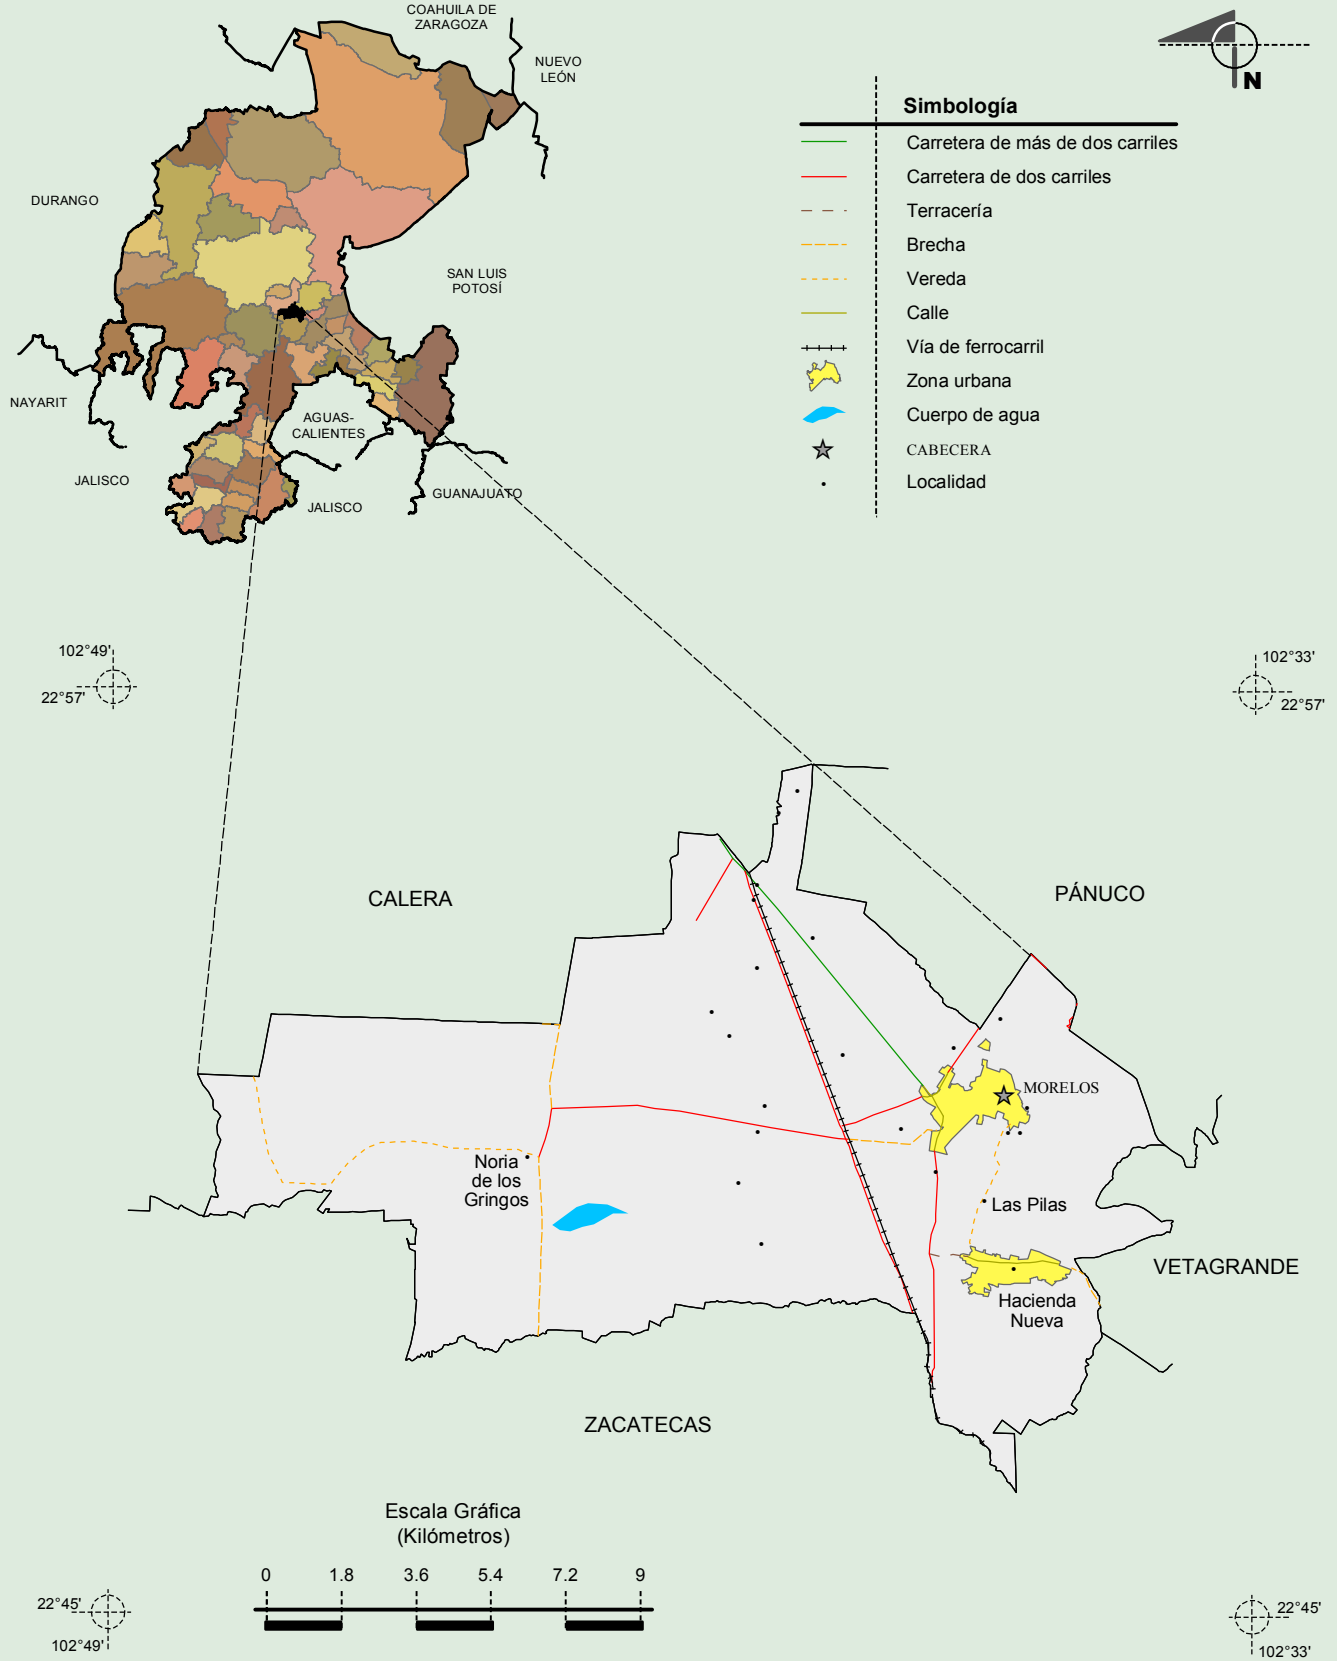 COAHUILA DE
ZARAGOZA
NUEVO
LEÓN
DURANGO
SAN LUIS
POTOSÍ
NAYARIT
AGUAS-
CALIENTES
JALISCO
JALISCO
GUANAJUATO
N
Simbología
Carretera de más de dos carriles
Carretera de dos carriles
Terracería
Brecha
Vereda
Calle
Vía de ferrocarril
Zona urbana
Cuerpo de agua
CABECERA
Localidad
102°49'
22°57'
102°33'
22°57'
CALERA
PÁNUCO
MORELOS
Noria
de los
Gringos
Las Pilas
VETAGRANDE
Hacienda
Nueva
ZACATECAS
Escala Gráfica
(Kilómetros)
0 1.8 3.6 5.4 7.2 9
22°45'
102°49'
22°45'
102°33'